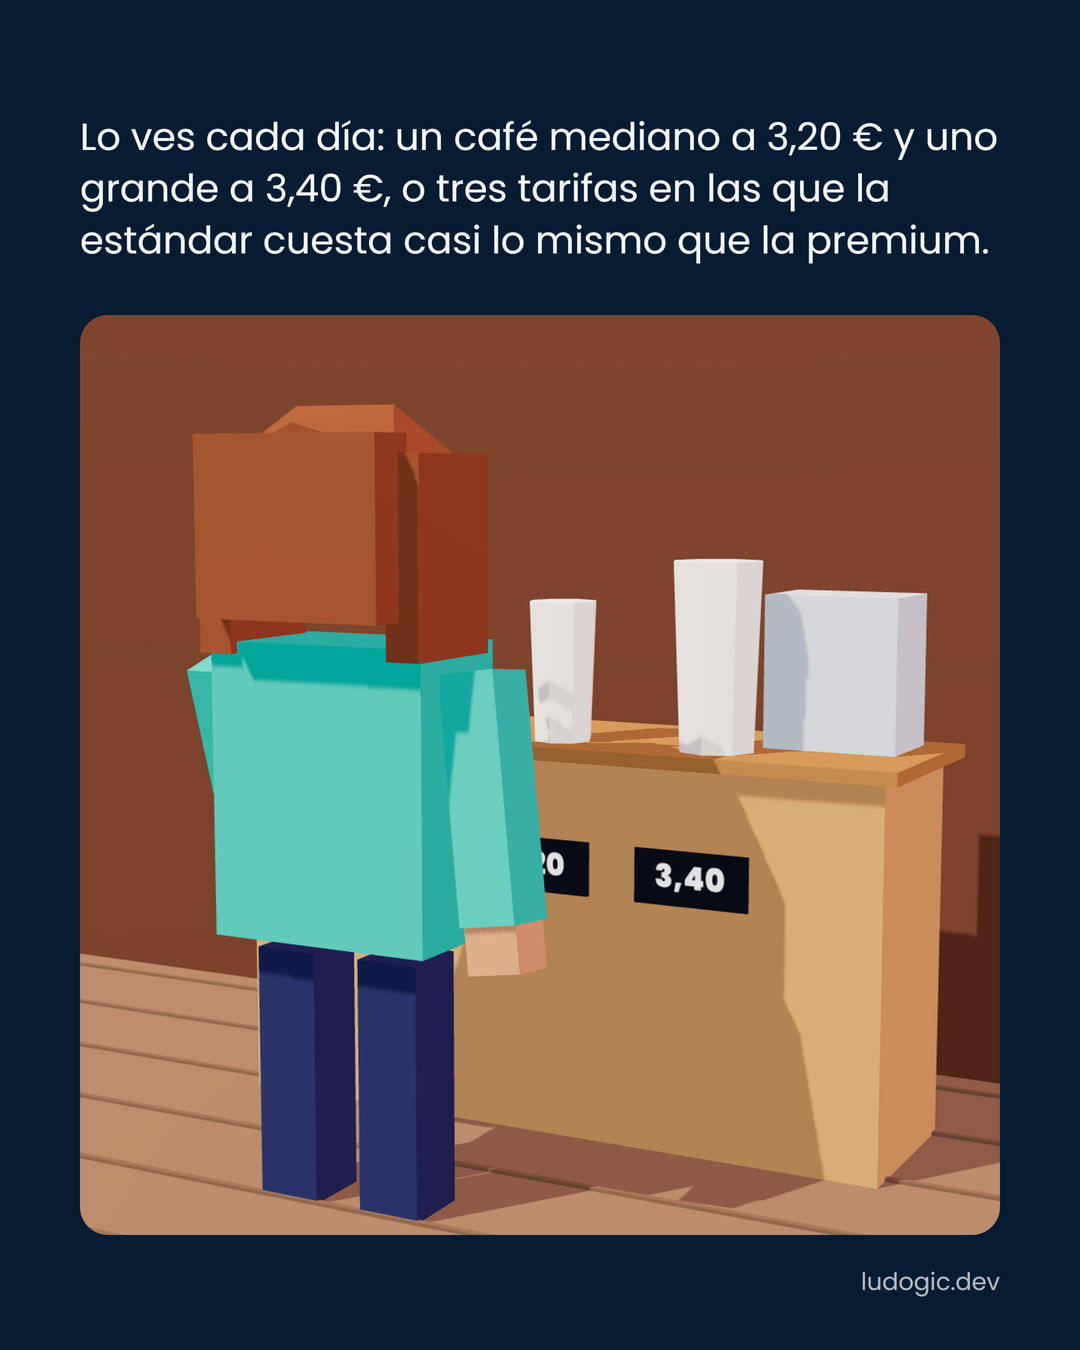 Lo ves cada día: un café mediano a 3,20 € y uno
grande a 3,40 €, o tres tarifas en las que la
estándar cuesta casi lo mismo que la premium.
20
3,40
ludogic.dev